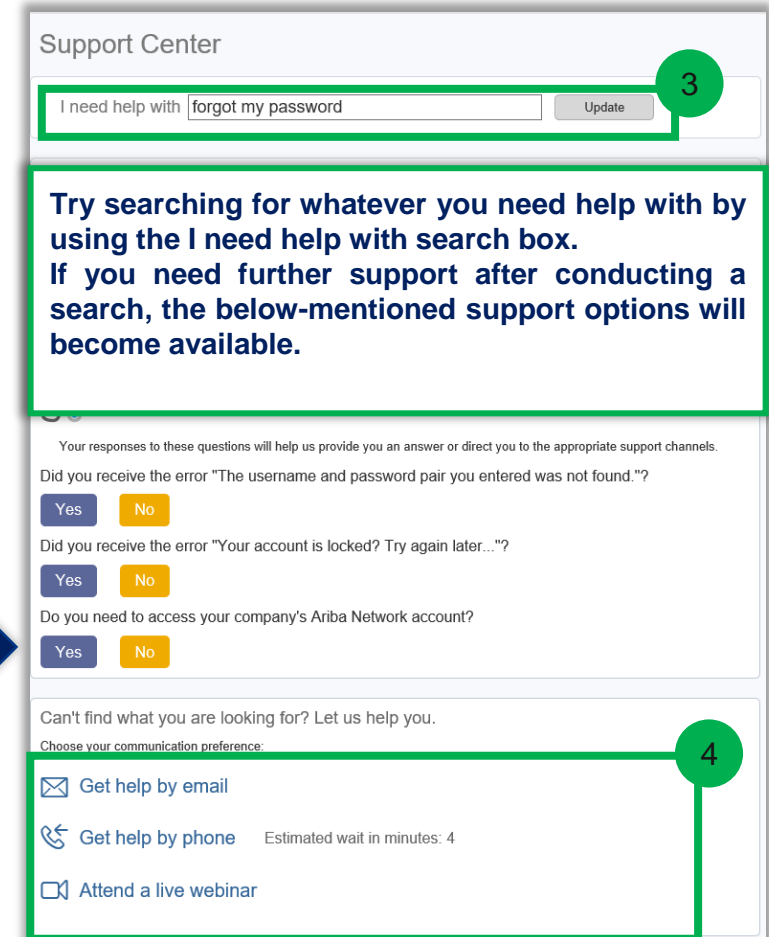 Support Center
3
I need help with forgot my password Update
Try searching for whatever you need help with by
using the I need help with search box.
If you need further support after conducting a
search, the below-mentioned support options will
become available.
Your responses to these questions will help us provide you an answer or direct you to the appropriate support channels.
Did you receive the error "The username and password pair you entered was not found."?
Yes No
Did you receive the error "Your account is locked? Try again later..."?
Yes No
Do you need to access your company's Ariba Network account?
Yes No
Can't find what you are looking for? Let us help you.
Choose your communication preference:
4
Get help by email
Get help by phone Estimated wait in minutes: 4
Attend a live webinar